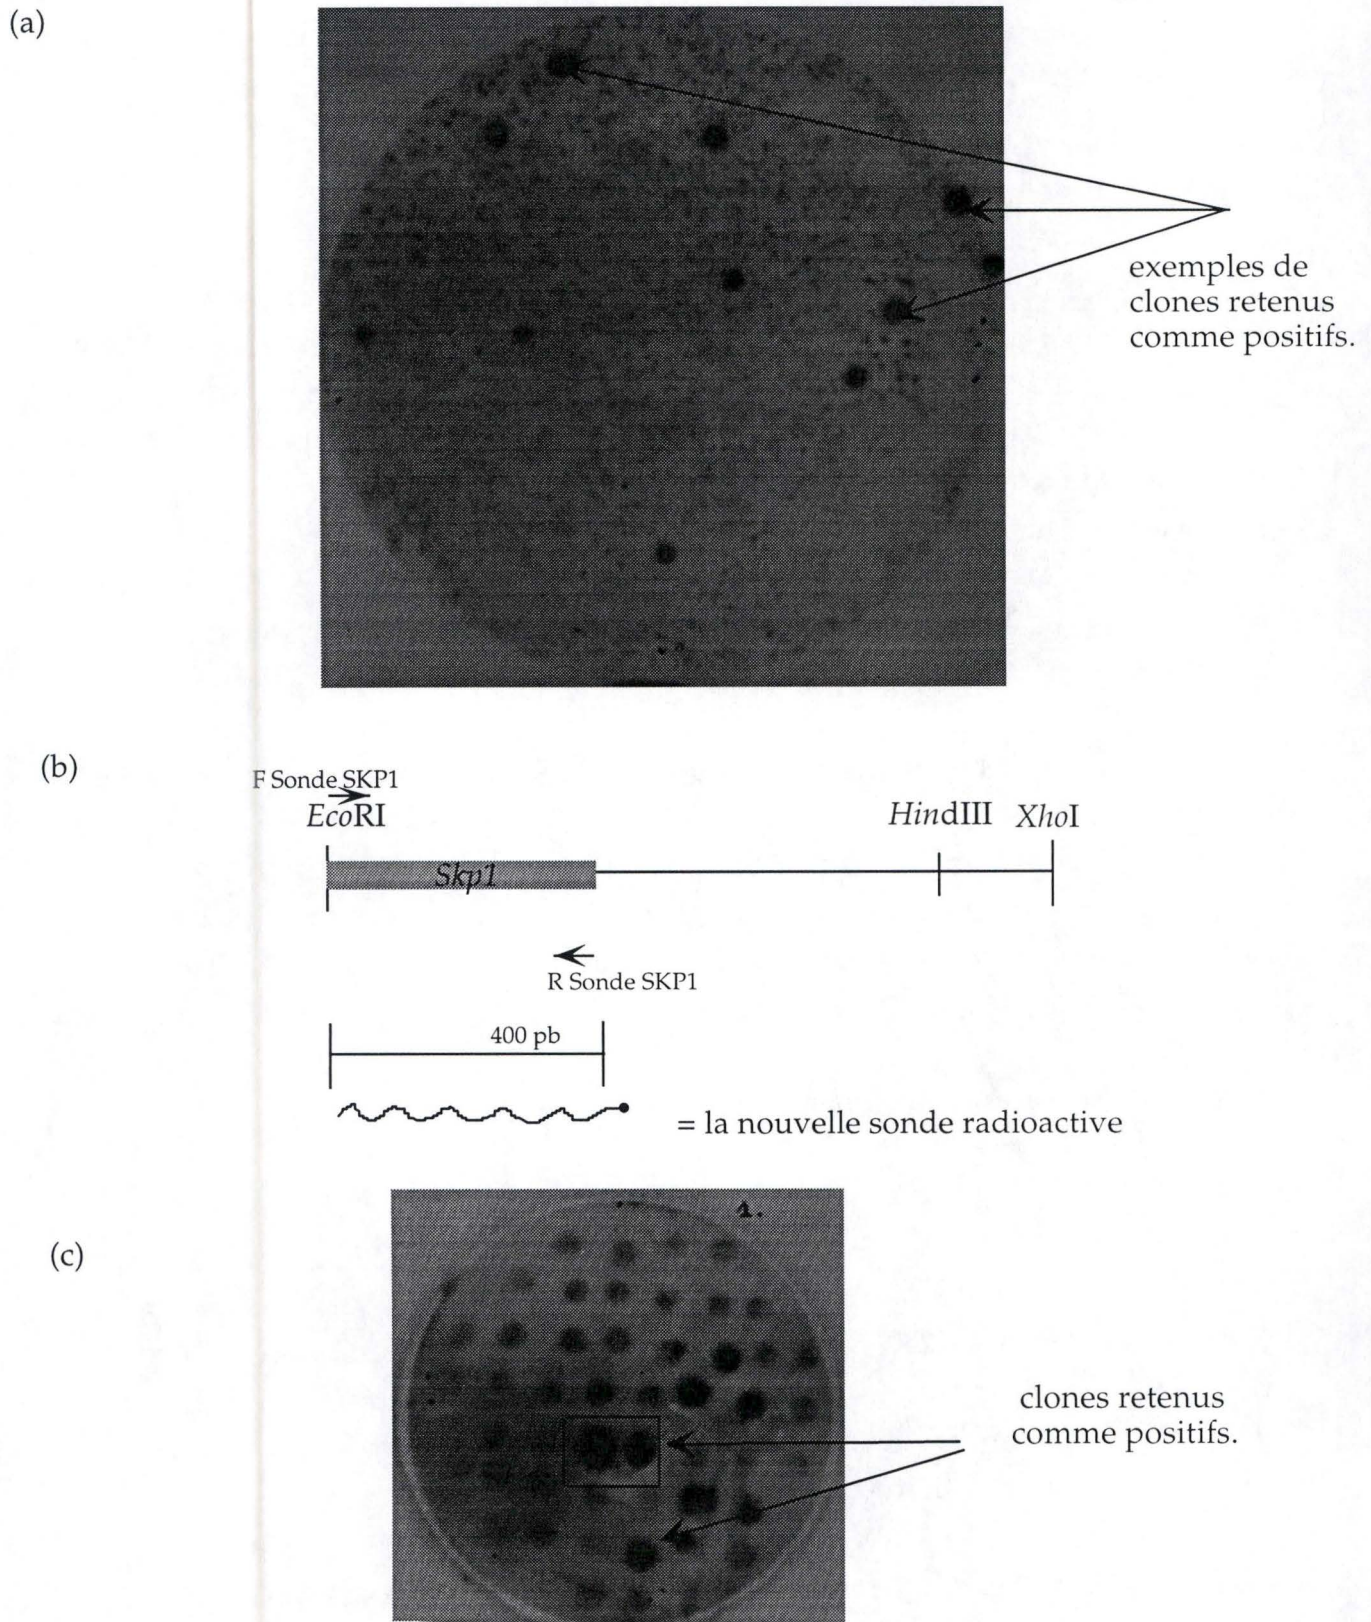 (a)
exemples de
clones retenus
comme positifs.
(b)
F Sonde SKP1
EcoRI
HindIII XhoI
Skp1
R Sonde SKP1
400 pb
= la nouvelle sonde radioactive
(c)
1.
clones retenus
comme positifs.